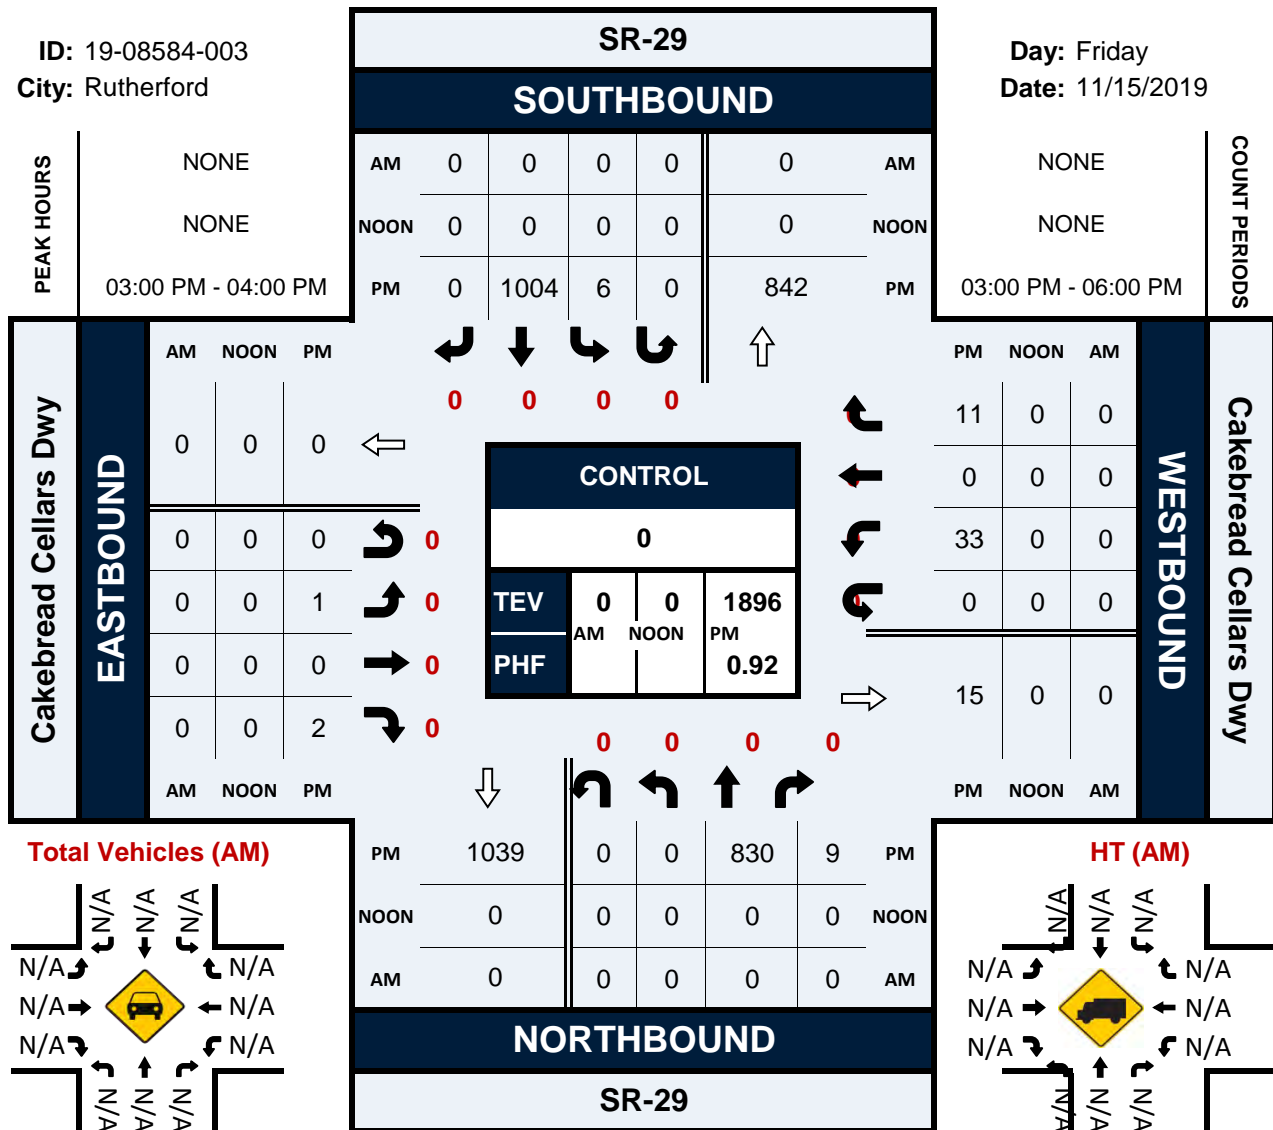 SR-29
ID: 19-08584-003
Day: Friday
City: Rutherford
Date: 11/15/2019
SOUTHBOUND
PEAK HOURS
NONE
AM 0 0 0 0 0 AM
NONE
COUNT PERIODS
NONE
NOON 0 0 0 0 0 NOON
NONE
03:00 PM - 04:00 PM
PM 0 1004 6 0 842 PM
03:00 PM - 06:00 PM
AM NOON PM
PM NOON AM
0 0 0 0
Cakebread Cellars Dwy
EASTBOUND
0 0 0
0 0 0 0
0 0 1 0
0 0 0 0
0 0 2 0
AM NOON PM
CONTROL
0
TEV 0 0 1896
AM NOON PM
PHF 0.92
11 0 0
0 0 0
33 0 0
0 0 0
15 0 0
PM NOON AM
WESTBOUND
Cakebread Cellars Dwy
0 0 0 0
PM 1039 0 0 830 9 PM
NOON 0 0 0 0 0 NOON
AM 0 0 0 0 0 AM
NORTHBOUND
SR-29
Total Vehicles (AM)
N/A N/A N/A
N/A N/A
N/A N/A
N/A N/A
N/A N/A N/A
HT (AM)
N/A N/A N/A
N/A N/A
N/A N/A
N/A N/A
N/A N/A N/A